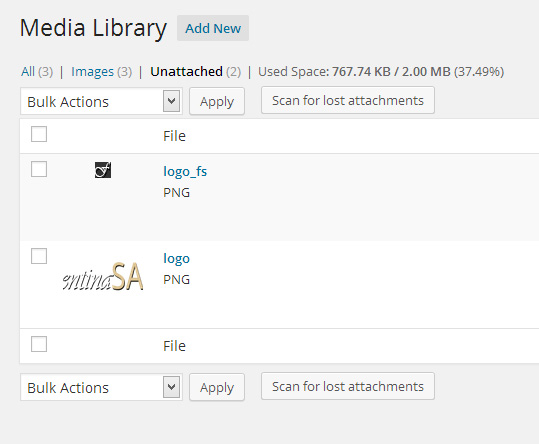 Media Library Add New
All (3) | Images (3) | Unattached (2) | Used Space: 767.74 KB / 2.00 MB (37.49%)
Bulk Actions Apply Scan for lost attachments
File
logo_fs
PNG
logo
entinaSA PNG
File
Bulk Actions Apply Scan for lost attachments